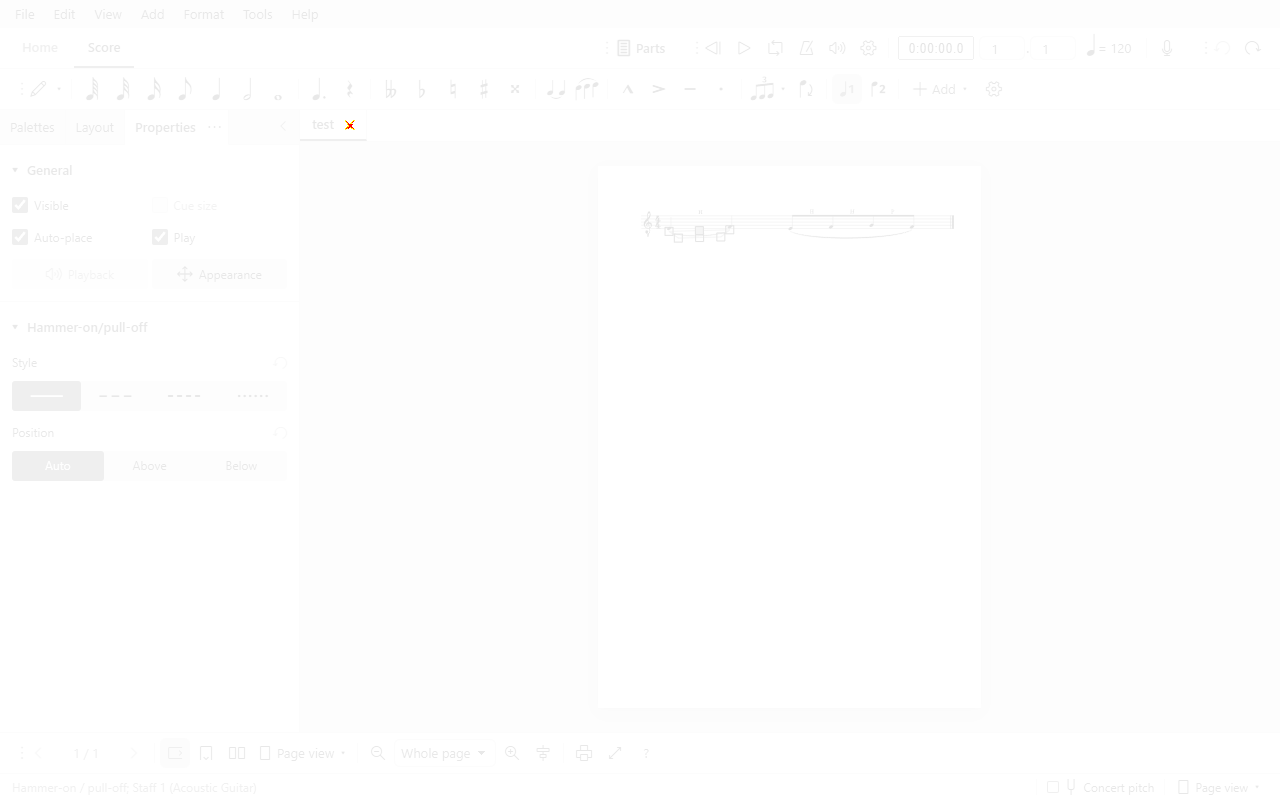 File Edit View Add Format Tools Help
Home Score Parts 0:00:00.0 1 . 1 = 120
Add
Palettes Layout Properties test
General
Visible Cue size
Auto-place Play
Playback Appearance
Hammer-on/pull-off
Style
Position
Auto Above Below
1 / 1 Page view Whole page ?
Hammer-on / pull-off; Staff 1 (Acoustic Guitar) Concert pitch Page view